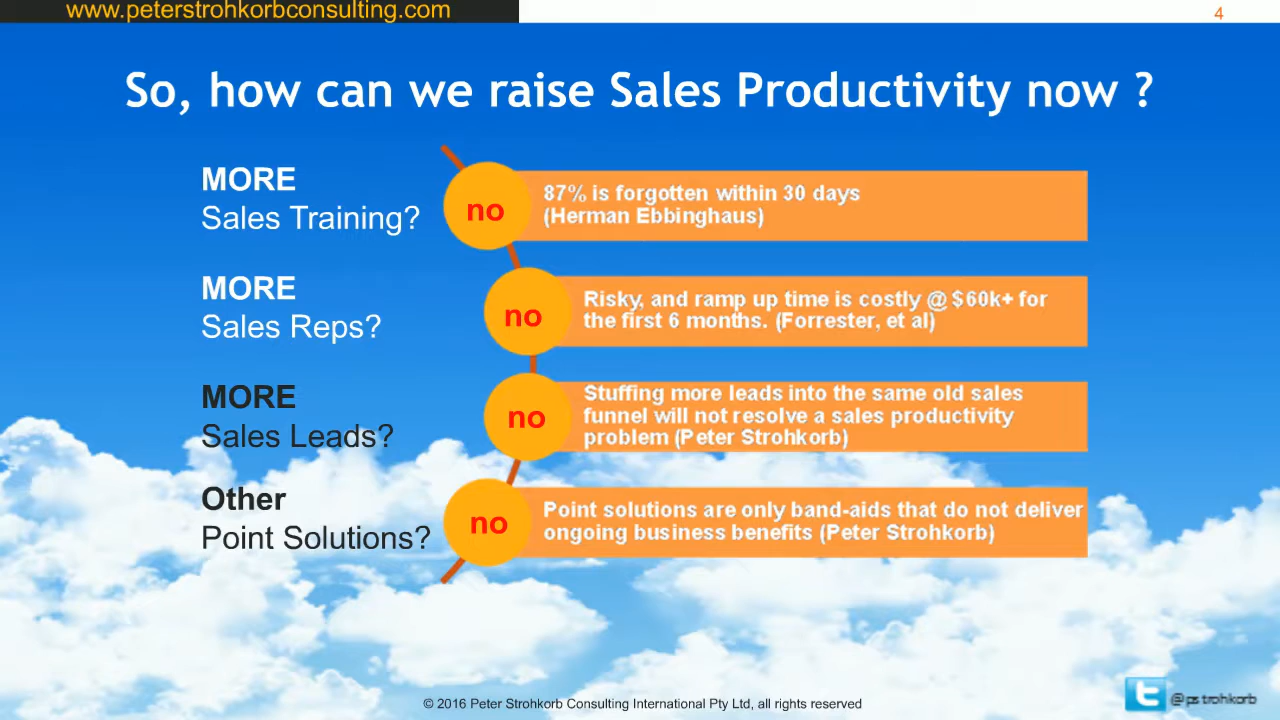 www.peterstrohkorbconsulting.com
4
So, how can we raise Sales Productivity now ?
MORE
Sales Training?
no
87% is forgotten within 30 days
(Herman Ebbinghaus)
MORE
Sales Reps?
no
Risky, and ramp up time is costly @ $60k+ for
the first 6 months. (Forrester, et al)
MORE
Sales Leads?
no
Stuffing more leads into the same old sales
funnel will not resolve a sales productivity
problem (Peter Strohkorb)
Other
Point Solutions?
no
Point solutions are only band-aids that do not deliver
ongoing business benefits (Peter Strohkorb)
© 2016 Peter Strohkorb Consulting International Pty Ltd, all rights reserved
@pstrohkorb